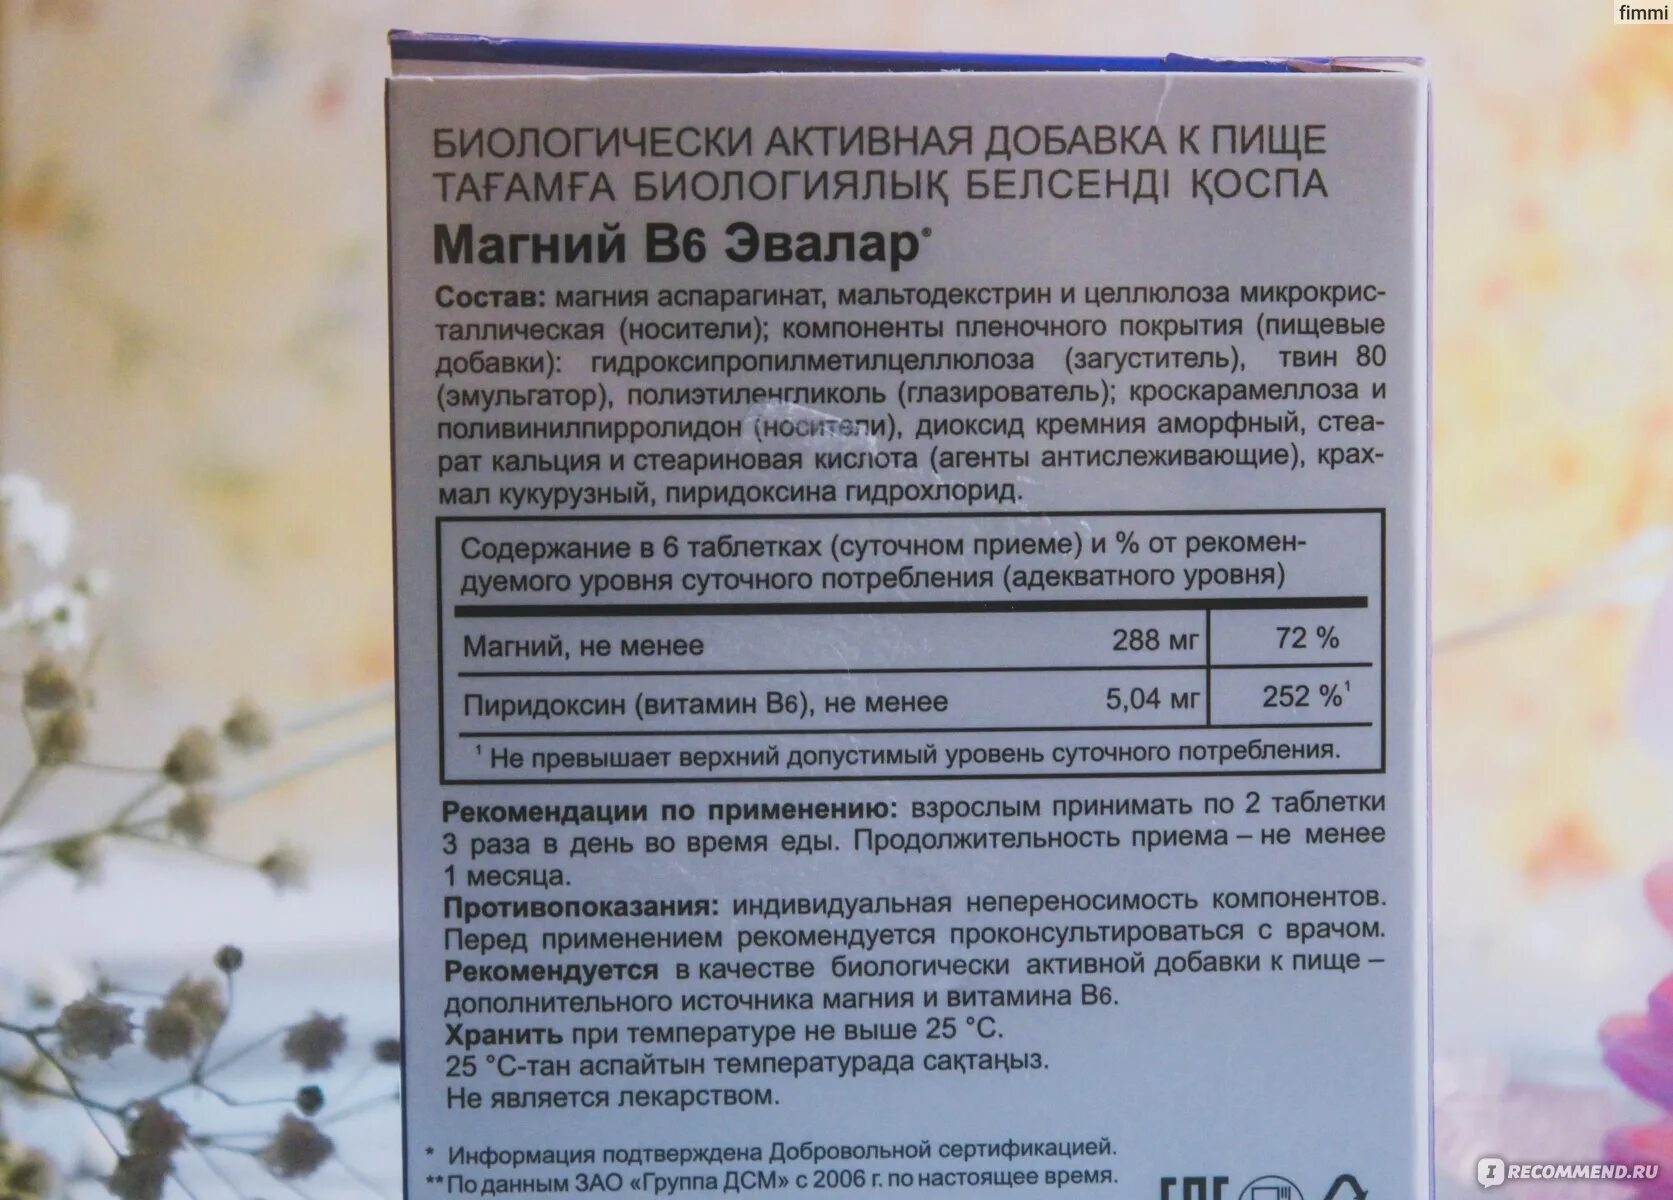 fimmi
БИОЛОГИЧЕСКИ АКТИВНАЯ ДОБАВКА К ПИЩЕ
ТАҒАМҒА БИОЛОГИЯЛЫҚ БЕЛСЕНДІ ҚОСПА
Магний В6 Эвалар®
Состав: магния аспарагинат, мальтодекстрин и целлюлоза микрокрис-
таллическая (носители); компоненты пленочного покрытия (пищевые
добавки): гидроксипропилметилцеллюлоза (загуститель), твин 80
(эмульгатор), полиэтиленгликоль (глазирователь); кроскарамеллоза и
поливинилпирролидон (носители), диоксид кремния аморфный, стеа-
рат кальция и стеариновая кислота (агенты антислеживающие), крах-
мал кукурузный, пиридоксина гидрохлорид.
Содержание в 6 таблетках (суточном приеме) и % от рекомен-
дуемого уровня суточного потребления (адекватного уровня)
Магний, не менее 288 мг 72 %
Пиридоксин (витамин В6), не менее 5,04 мг 252 %¹
¹ Не превышает верхний допустимый уровень суточного потребления.
Рекомендации по применению: взрослым принимать по 2 таблетки
3 раза в день во время еды. Продолжительность приема – не менее
1 месяца.
Противопоказания: индивидуальная непереносимость компонентов.
Перед применением рекомендуется проконсультироваться с врачом.
Рекомендуется в качестве биологически активной добавки к пище –
дополнительного источника магния и витамина В6.
Хранить при температуре не выше 25 °С.
25 °С-тан аспайтын температурада сақтаңыз.
Не является лекарством.
* Информация подтверждена Добровольной сертификацией.
** По данным ЗАО «Группа ДСМ» с 2006 г. по настоящее время.
I RECOMMEND.RU